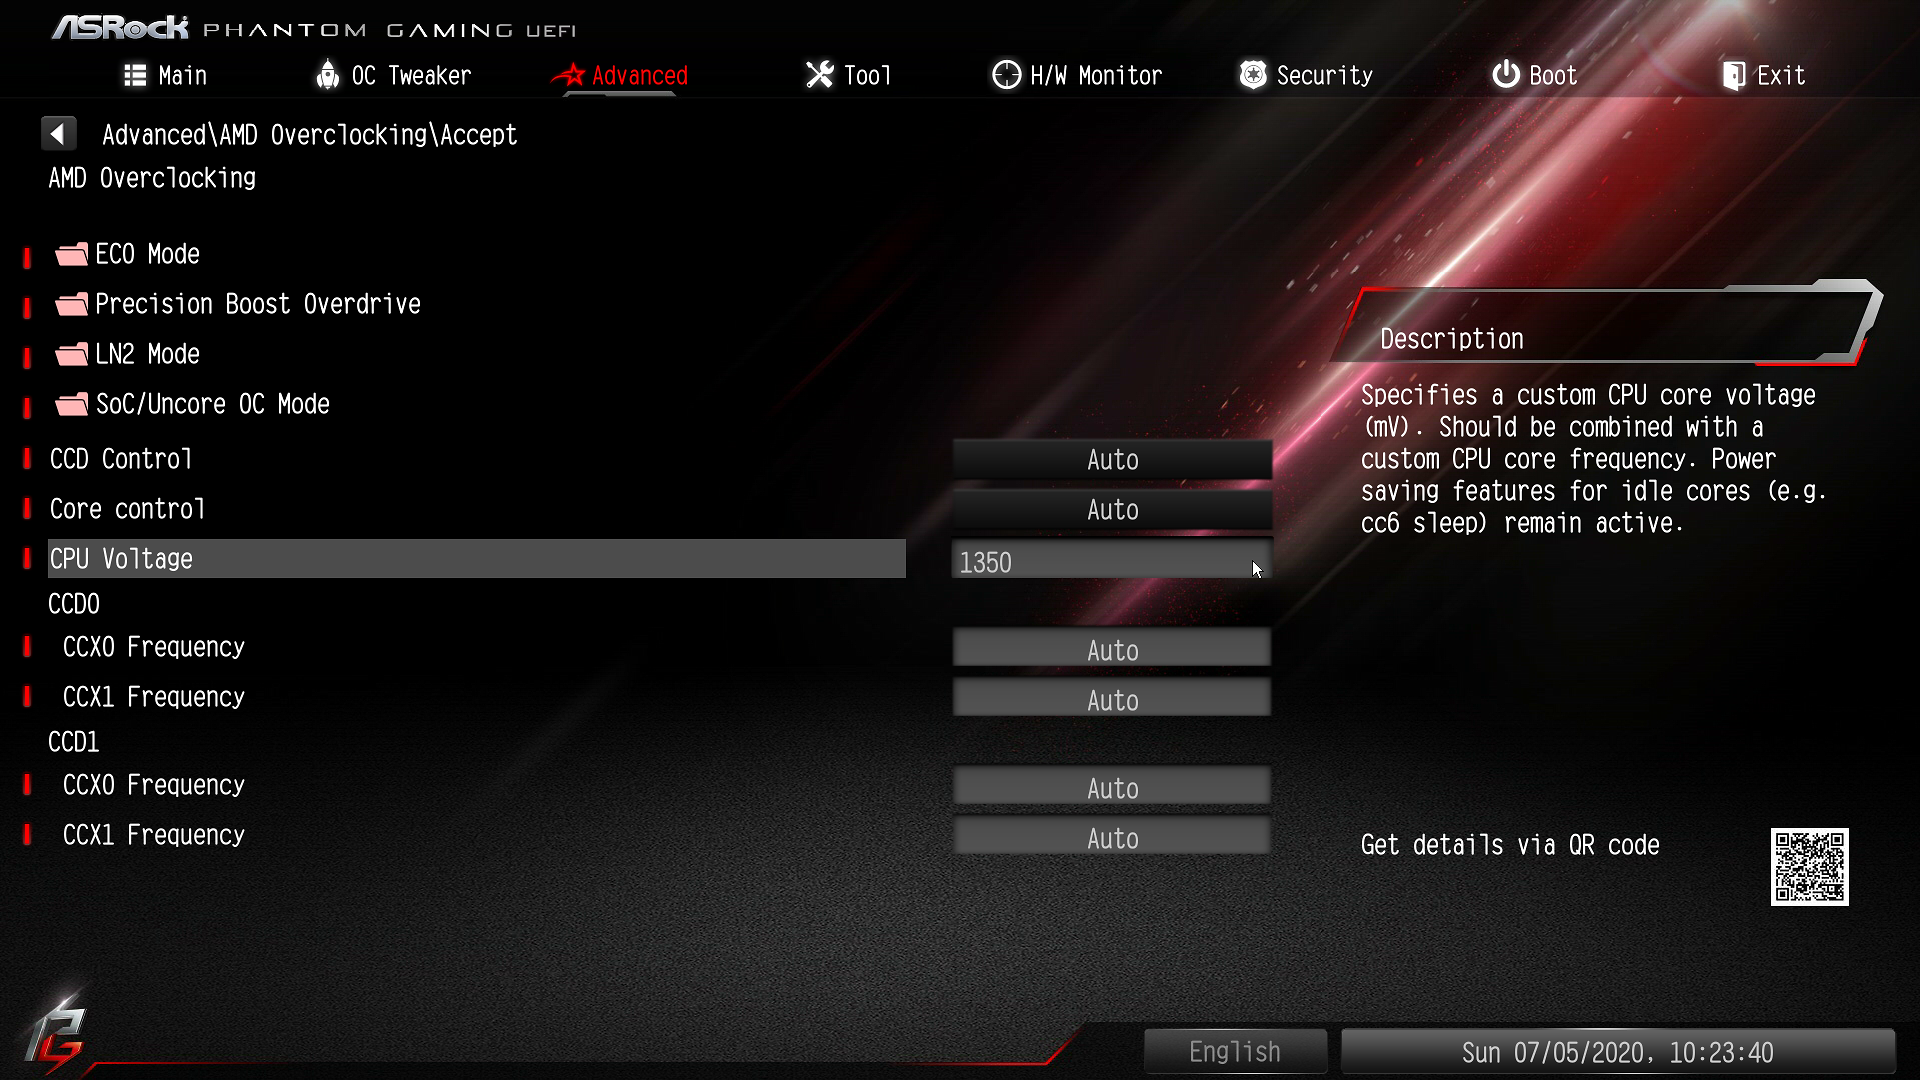 ASRock PHANTOM GAMING UEFI
Main OC Tweaker Advanced Tool H/W Monitor Security Boot Exit
Advanced\AMD Overclocking\Accept
AMD Overclocking
ECO Mode
Precision Boost Overdrive
LN2 Mode
SoC/Uncore OC Mode
CCD Control Auto
Core control Auto
CPU Voltage 1350
CCD0
CCX0 Frequency Auto
CCX1 Frequency Auto
CCD1
CCX0 Frequency Auto
CCX1 Frequency Auto
Description
Specifies a custom CPU core voltage
(mV). Should be combined with a
custom CPU core frequency. Power
saving features for idle cores (e.g.
cc6 sleep) remain active.
Get details via QR code
English
Sun 07/05/2020, 10:23:40